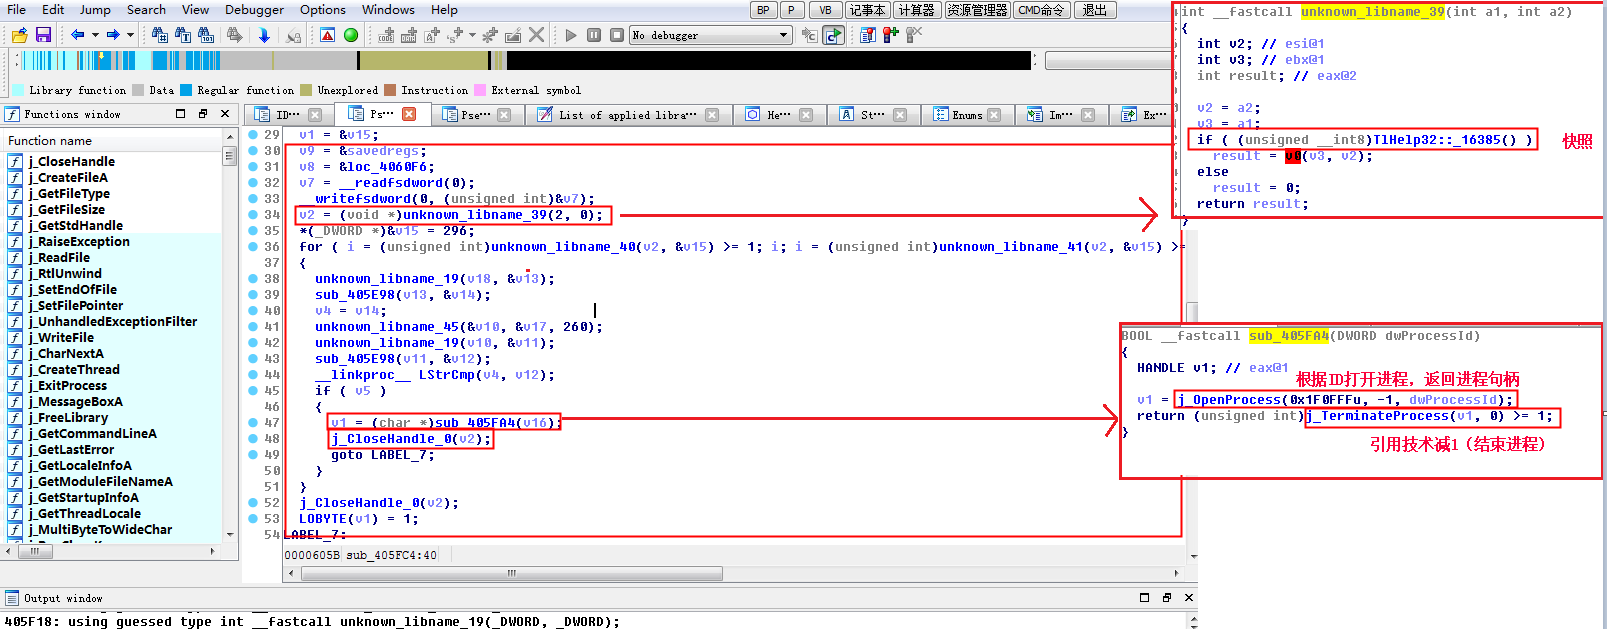 File Edit Jump Search View Debugger Options Windows Help
BP P VB 记事本 计算器 资源管理器 CMD命令 退出
No debugger
Library function Data Regular function Unexplored Instruction External symbol
Functions window
ID··· Ps··· Pse··· List of applied libra··· He··· St··· Enums Im··· Ex···
Function name
j_CloseHandle
j_CreateFileA
j_GetFileType
j_GetFileSize
j_GetStdHandle
j_RaiseException
j_ReadFile
j_RtlUnwind
j_SetEndOfFile
j_SetFilePointer
j_UnhandledExceptionFilter
j_WriteFile
j_CharNextA
j_CreateThread
j_ExitProcess
j_MessageBoxA
j_FreeLibrary
j_GetCommandLineA
j_GetLastError
j_GetLocaleInfoA
j_GetModuleFileNameA
j_GetStartupInfoA
j_GetThreadLocale
j_MultiByteToWideChar
29 v1 = &v15;
30 v9 = &savedregs;
31 v8 = &loc_4060F6;
32 v7 = __readfsdword(0);
33 __writefsdword(0, (unsigned int)&v7);
34 v2 = (void *)unknown_libname_39(2, 0);
35 *(_DWORD *)&v15 = 296;
36 for ( i = (unsigned int)unknown_libname_40(v2, &v15) >= 1; i; i = (unsigned int)unknown_libname_41(v2, &v15) >=
37 {
38 unknown_libname_19(v18, &v13);
39 sub_405E98(v13, &v14);
40 v4 = v14;
41 unknown_libname_45(&v10, &v17, 260);
42 unknown_libname_19(v10, &v11);
43 sub_405E98(v11, &v12);
44 __linkproc__ LStrCmp(v4, v12);
45 if ( v5 )
46 {
47 v1 = (char *)sub_405FA4(v16);
48 j_CloseHandle_0(v2);
49 goto LABEL_7;
50 }
51 }
52 j_CloseHandle_0(v2);
53 LOBYTE(v1) = 1;
54 LABEL_7:
0000605B sub_405FC4:40
int __fastcall unknown_libname_39(int a1, int a2)
{
int v2; // esi@1
int v3; // ebx@1
int result; // eax@2
v2 = a2;
v3 = a1;
if ( (unsigned __int8)TlHelp32::_16385() )
快照
result = v0(v3, v2);
else
result = 0;
return result;
}
BOOL __fastcall sub_405FA4(DWORD dwProcessId)
{
HANDLE v1; // eax@1
根据ID打开进程，返回进程句柄
v1 = j_OpenProcess(0x1F0FFFu, -1, dwProcessId);
return (unsigned int)j_TerminateProcess(v1, 0) >= 1;
}
引用技术减1（结束进程）
Output window
405F18: using guessed type int __fastcall unknown_libname_19(_DWORD, _DWORD);